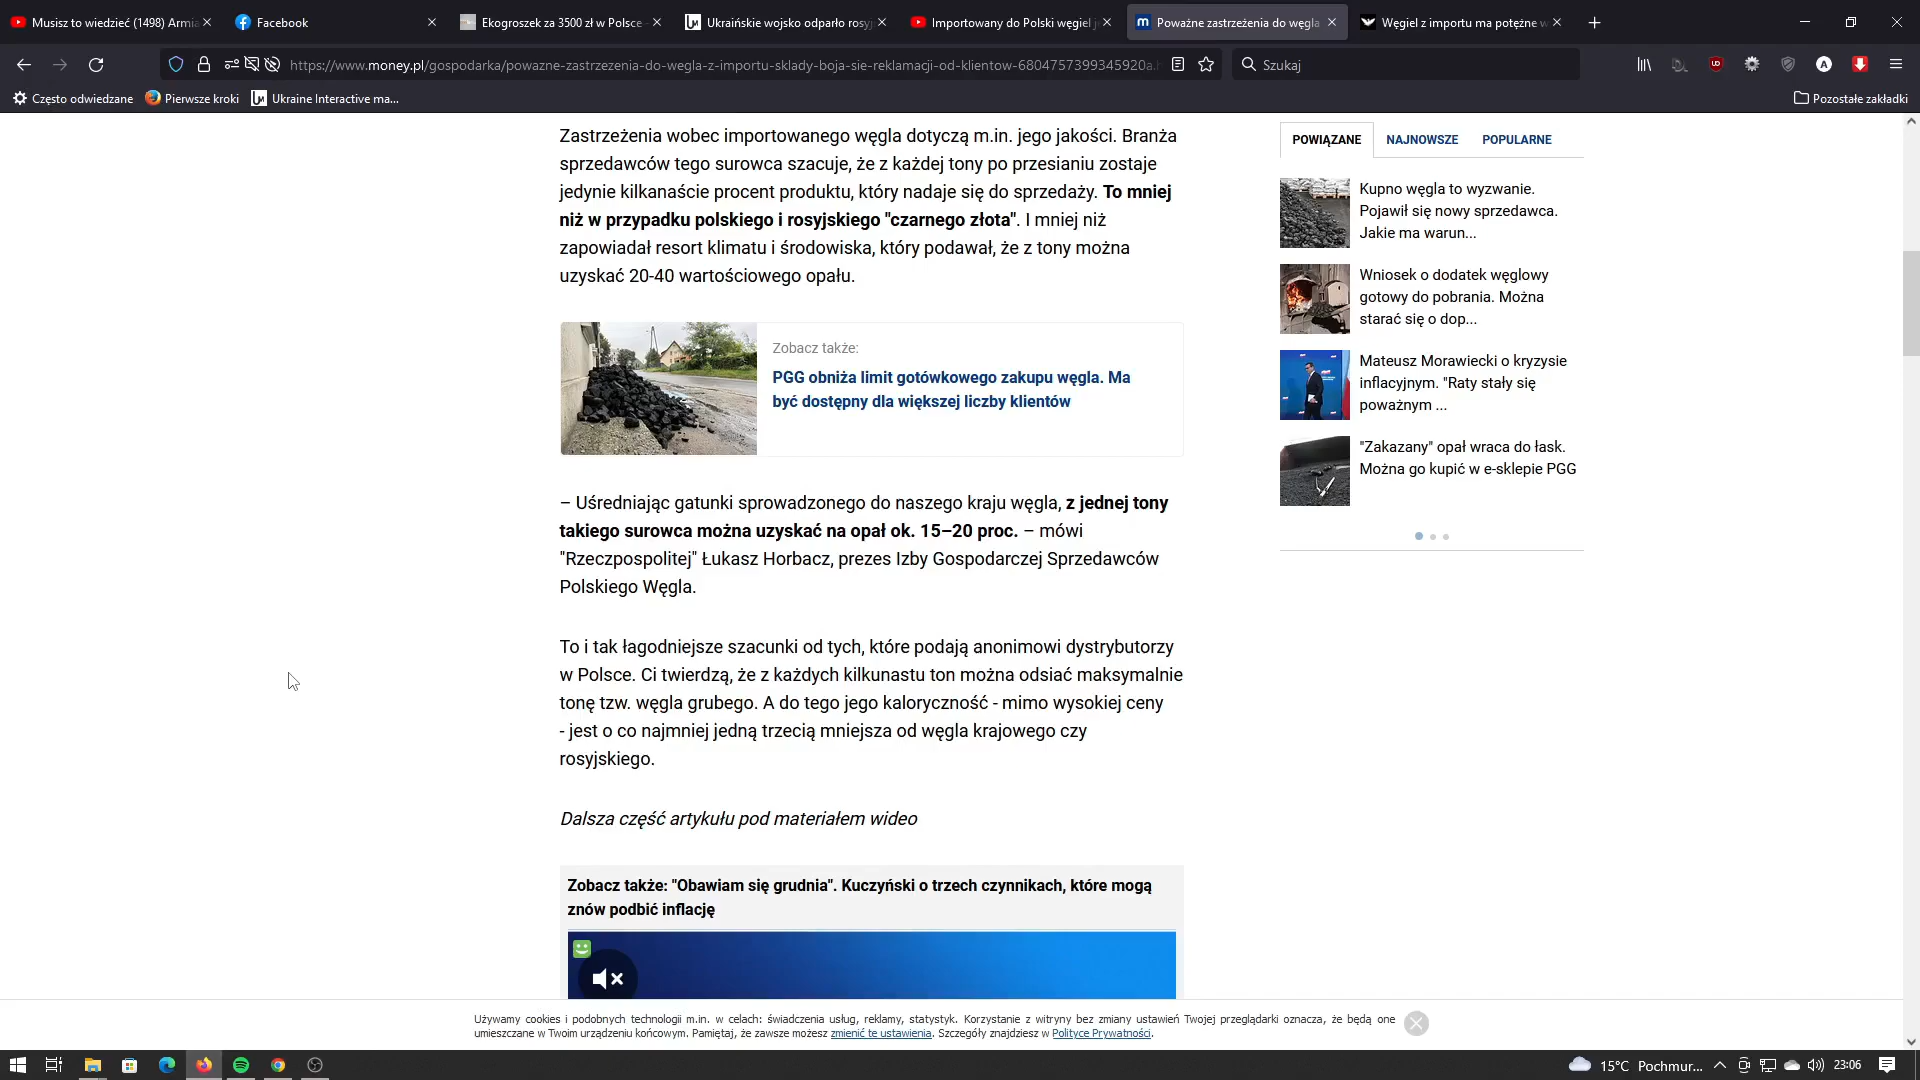 Musisz to wiedzieć (1498) Armia
Facebook
Ekogroszek za 3500 zł w Polsce -
Ukraińskie wojsko odparło rosyj
Importowany do Polski węgiel j
Poważne zastrzeżenia do węgla
Węgiel z importu ma potężne w
https://www.money.pl/gospodarka/powazne-zastrzezenia-do-wegla-z-importu-sklady-boja-sie-reklamacji-od-klientow-6804757399345920a.h
Szukaj
Często odwiedzane
Pierwsze kroki
Ukraine Interactive ma...
Pozostałe zakładki
Zastrzeżenia wobec importowanego węgla dotyczą m.in. jego jakości. Branża
sprzedawców tego surowca szacuje, że z każdej tony po przesianiu zostaje
jedynie kilkanaście procent produktu, który nadaje się do sprzedaży. To mniej
niż w przypadku polskiego i rosyjskiego "czarnego złota". I mniej niż
zapowiadał resort klimatu i środowiska, który podawał, że z tony można
uzyskać 20-40 wartościowego opału.
Zobacz także:
PGG obniża limit gotówkowego zakupu węgla. Ma
być dostępny dla większej liczby klientów
– Uśredniając gatunki sprowadzonego do naszego kraju węgla, z jednej tony
takiego surowca można uzyskać na opał ok. 15–20 proc. – mówi
"Rzeczpospolitej" Łukasz Horbacz, prezes Izby Gospodarczej Sprzedawców
Polskiego Węgla.
To i tak łagodniejsze szacunki od tych, które podają anonimowi dystrybutorzy
w Polsce. Ci twierdzą, że z każdych kilkunastu ton można odsiać maksymalnie
tonę tzw. węgla grubego. A do tego jego kaloryczność - mimo wysokiej ceny
- jest o co najmniej jedną trzecią mniejsza od węgla krajowego czy
rosyjskiego.
Dalsza część artykułu pod materiałem wideo
Zobacz także: "Obawiam się grudnia". Kuczyński o trzech czynnikach, które mogą
znów podbić inflację
POWIĄZANE
NAJNOWSZE
POPULARNE
Kupno węgla to wyzwanie.
Pojawił się nowy sprzedawca.
Jakie ma warun...
Wniosek o dodatek węglowy
gotowy do pobrania. Można
starać się o dop...
Mateusz Morawiecki o kryzysie
inflacyjnym. "Raty stały się
poważnym ...
"Zakazany" opał wraca do łask.
Można go kupić w e-sklepie PGG
Używamy cookies i podobnych technologii m.in. w celach: świadczenia usług, reklamy, statystyk. Korzystanie z witryny bez zmiany ustawień Twojej przeglądarki oznacza, że będą one
umieszczane w Twoim urządzeniu końcowym. Pamiętaj, że zawsze możesz zmienić te ustawienia. Szczegóły znajdziesz w Polityce Prywatności.
15°C Pochmur...
23:06